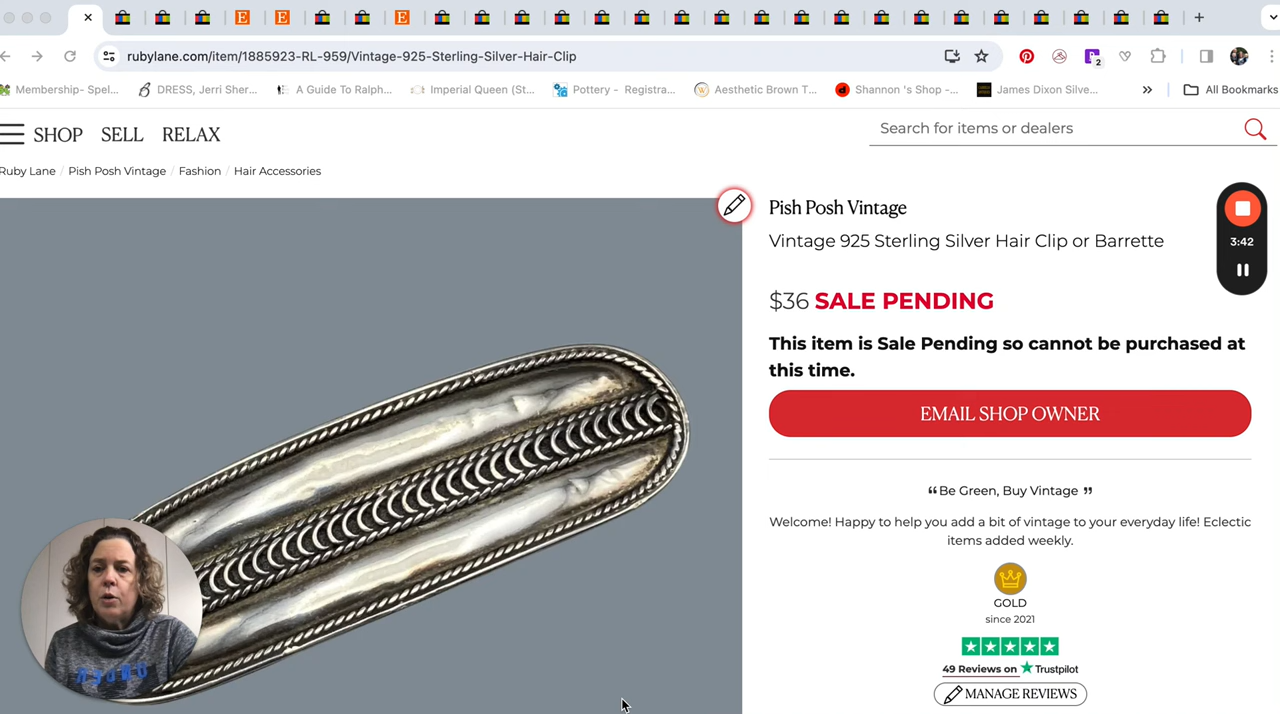 rubylane.com/item/1885923-RL-959/Vintage-925-Sterling-Silver-Hair-Clip
2
Membership- Spel...
DRESS, Jerri Sher...
A Guide To Ralph...
Imperial Queen (St...
Pottery - Registra...
Aesthetic Brown T...
Shannon 's Shop -...
James Dixon Silve...
»
All Bookmarks
SHOP SELL RELAX
Search for items or dealers
Ruby Lane / Pish Posh Vintage / Fashion / Hair Accessories
Pish Posh Vintage
Vintage 925 Sterling Silver Hair Clip or Barrette
3:42
$36 SALE PENDING
This item is Sale Pending so cannot be purchased at
this time.
EMAIL SHOP OWNER
“Be Green, Buy Vintage ”
Welcome! Happy to help you add a bit of vintage to your everyday life! Eclectic
items added weekly.
GOLD
since 2021
49 Reviews on Trustpilot
MANAGE REVIEWS